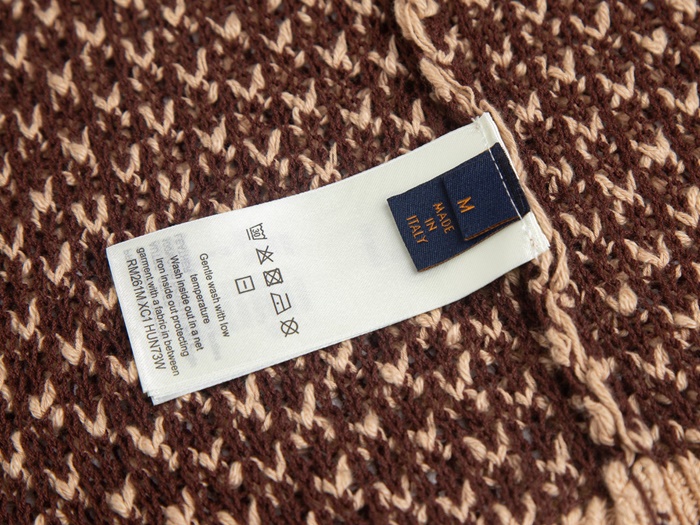 M
MADE
IN
ITALY
30
Gentle wash with low
temperature
Wash inside out in a net
Iron inside out protecting
garment with a fabric in between
RM261M XC1 HUN73W